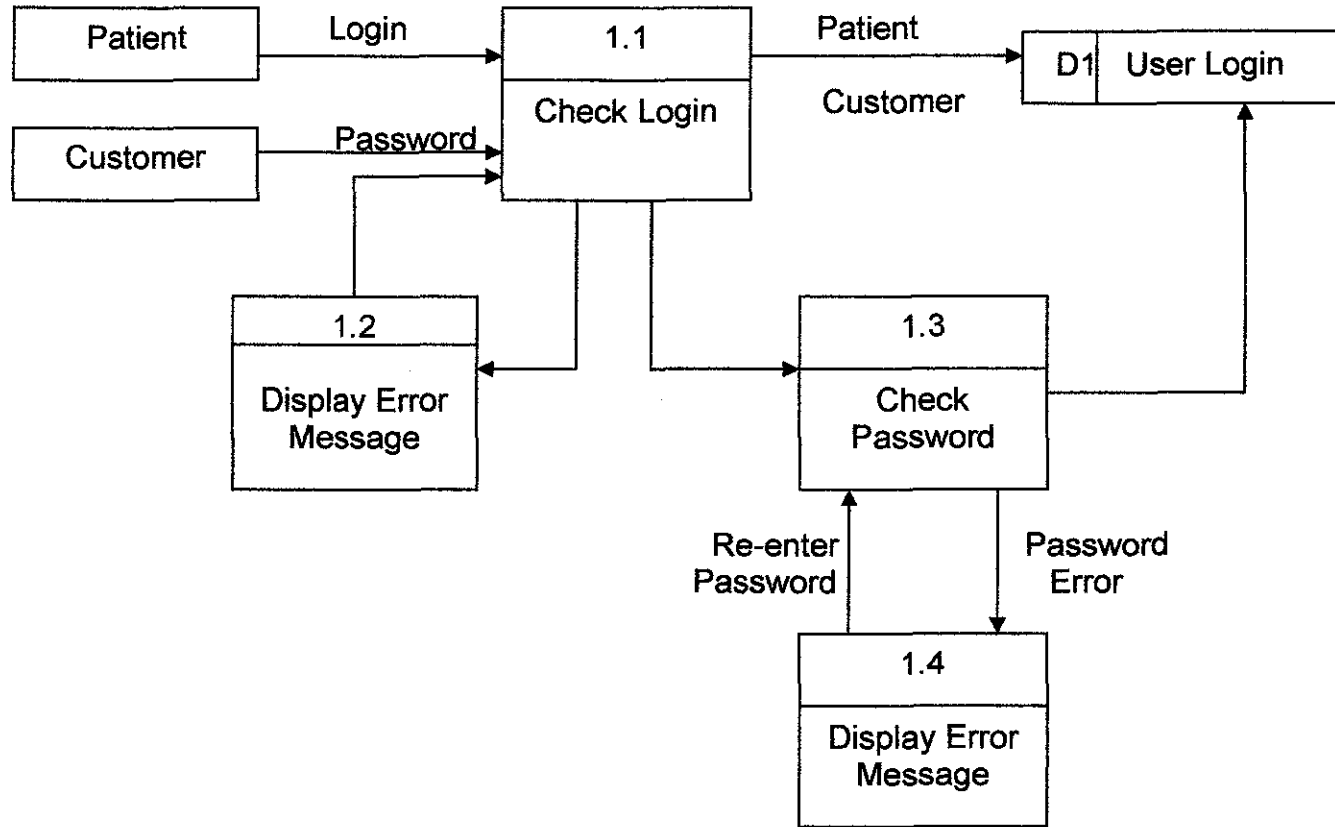 Patient
Login
1.1
Patient
D1 User Login
Check Login
Customer
Customer
Password
1.2
Display Error
Message
1.3
Check
Password
Re-enter
Password
Password
Error
1.4
Display Error
Message